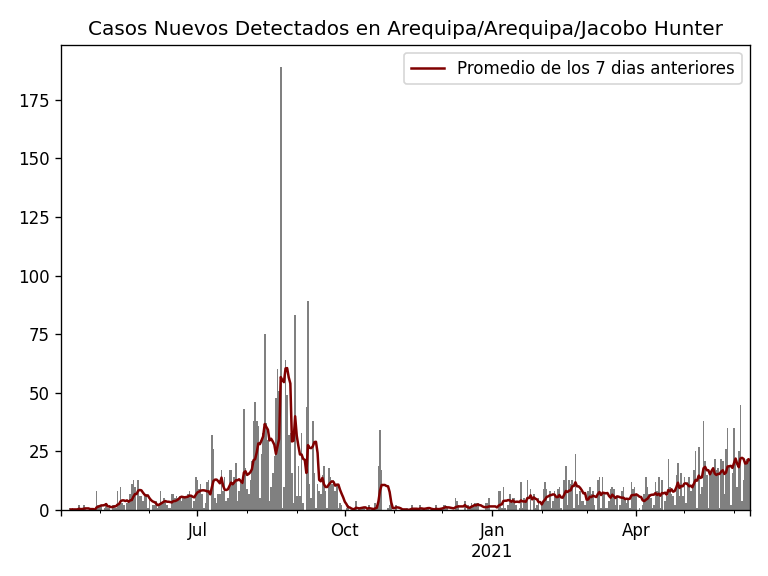 Casos Nuevos Detectados en Arequipa/Arequipa/Jacobo Hunter
Promedio de los 7 dias anteriores
175
150
125
100
75
50
25
0
Jul
Oct
Jan
Apr
2021